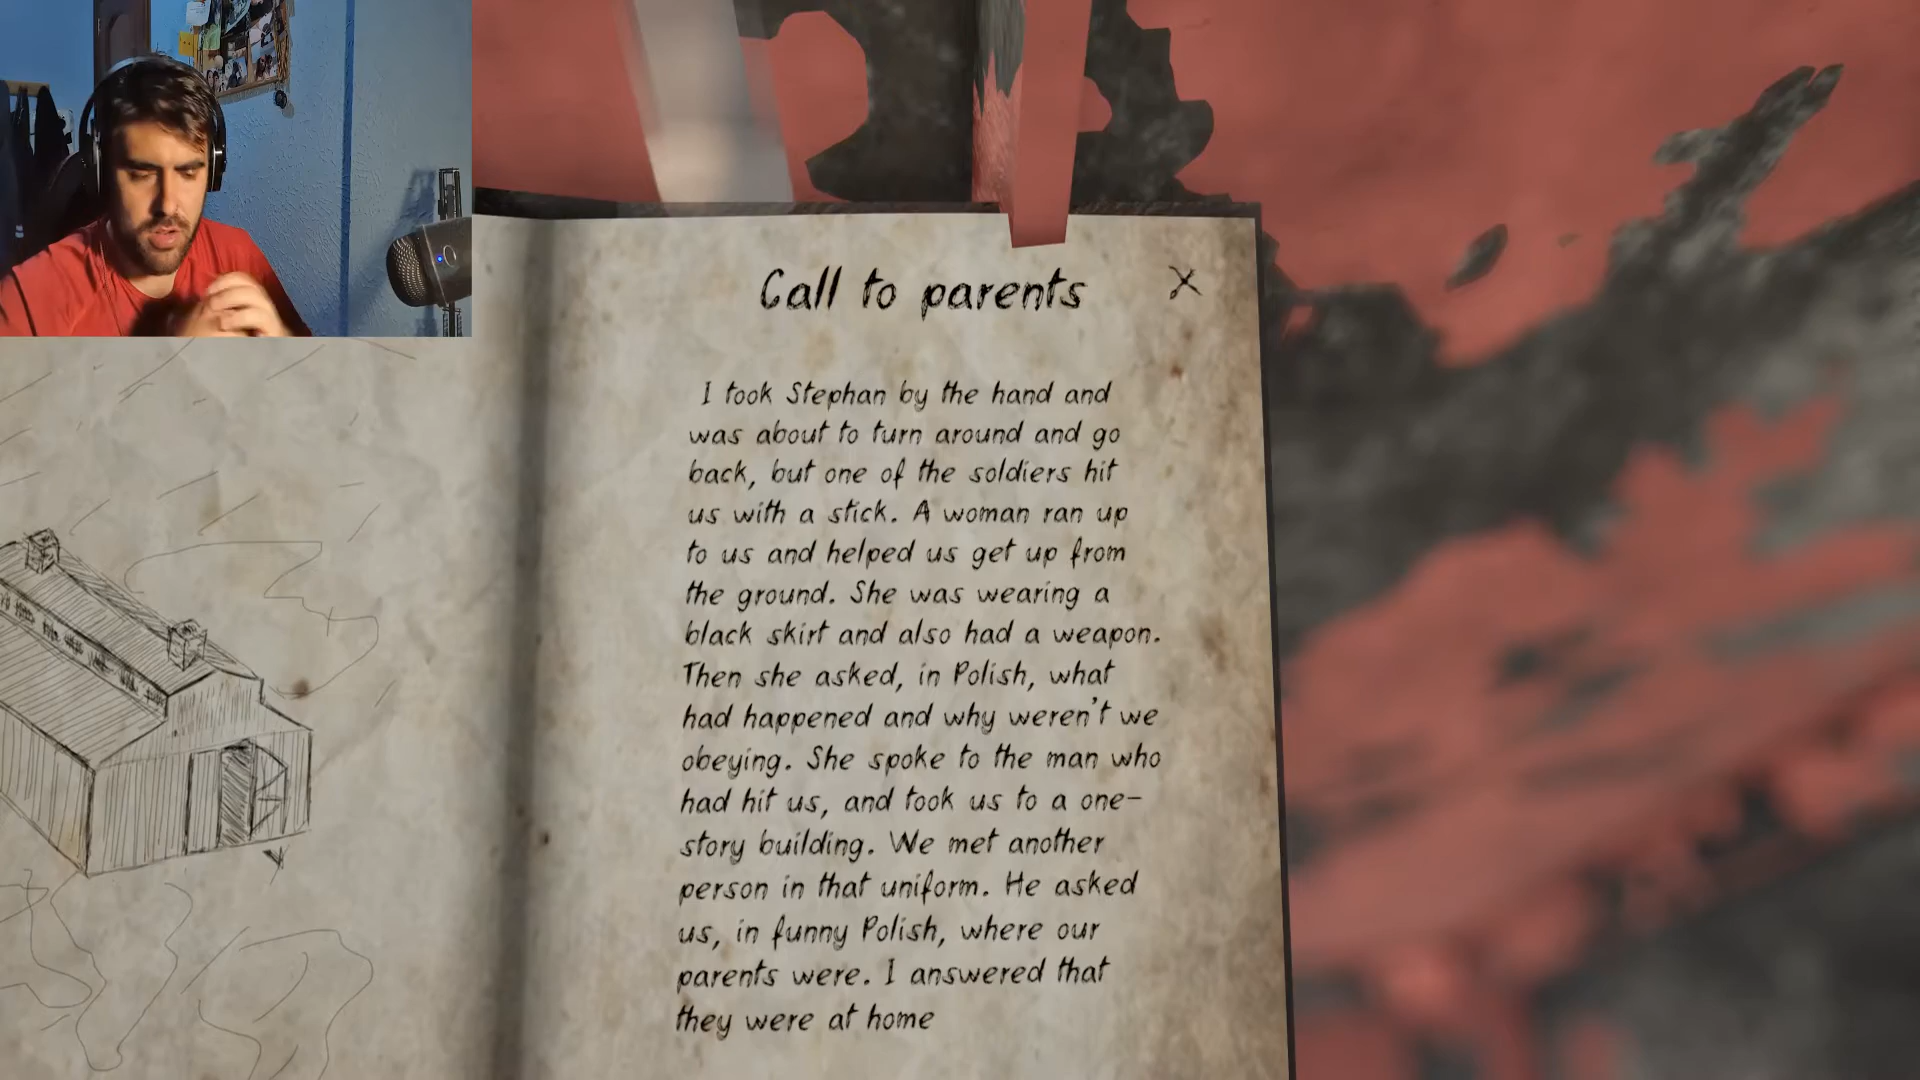 Call to parents
I took Stephan by the hand and
was about to turn around and go
back, but one of the soldiers hit
us with a stick. A woman ran up
to us and helped us get up from
the ground. She was wearing a
black skirt and also had a weapon.
Then she asked, in Polish, what
had happened and why weren't we
obeying. She spoke to the man who
had hit us, and took us to a one-
story building. We met another
person in that uniform. He asked
us, in funny Polish, where our
parents were. I answered that
they were at home